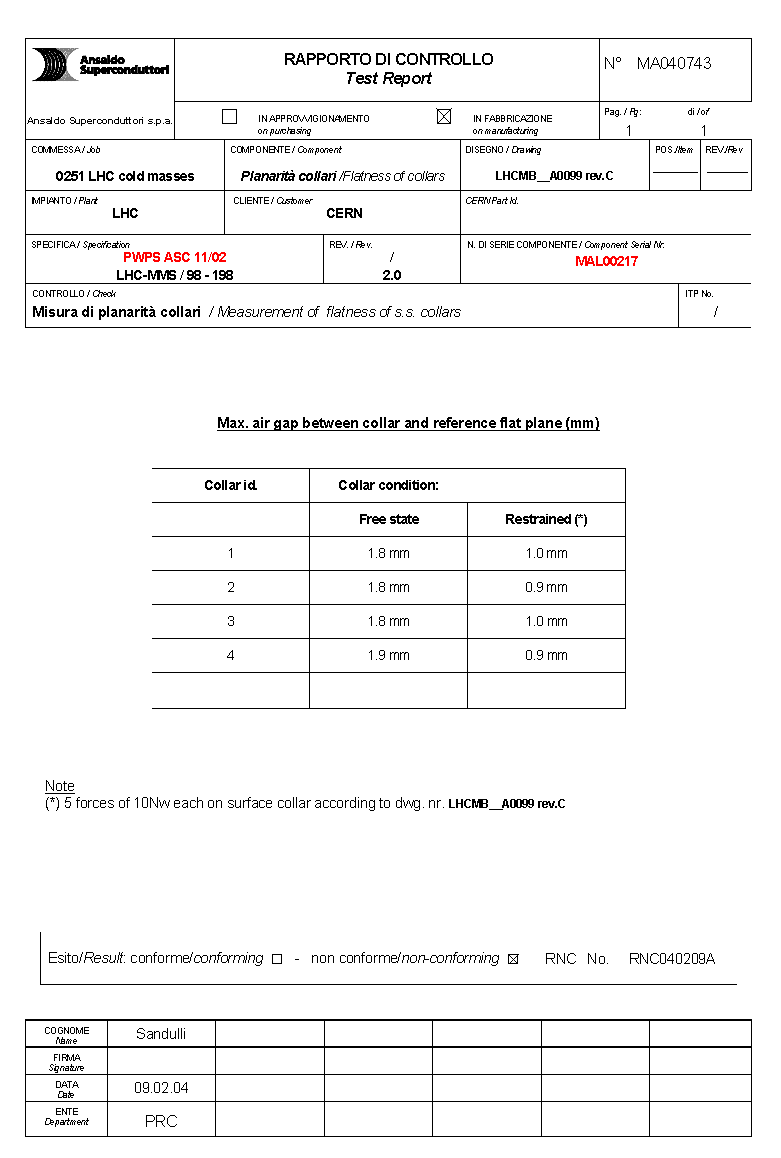 Ansaldo
Superconduttori
Ansaldo Superconduttori s.p.a.
RAPPORTO DI CONTROLLO
Test Report
N° MA040743
IN APPROVVIGIONAMENTO
on purchasing
IN FABBRICAZIONE
on manufacturing
Pag. / Pg: di / of
1 1
COMMESSA / Job
0251 LHC cold masses
COMPONENTE / Component
Planarità collari /Flatness of collars
DISEGNO / Drawing
LHCMB__A0099 rev.C
POS./Item
REV./Rev
IMPIANTO / Plant
LHC
CLIENTE / Customer
CERN
CERN Part Id.
SPECIFICA / Specification
PWPS ASC 11/02
LHC-MMS / 98 - 198
REV. / Rev.
/
2.0
N. DI SERIE COMPONENTE / Component Serial Nr.
MAL00217
CONTROLLO / Check
Misura di planarità collari / Measurement of flatness of s.s. collars
ITP No.
/
Max. air gap between collar and reference flat plane (mm)
Collar id. Collar condition:
Free state Restrained (*)
1 1.8 mm 1.0 mm
2 1.8 mm 0.9 mm
3 1.8 mm 1.0 mm
4 1.9 mm 0.9 mm
Note
(*) 5 forces of 10Nw each on surface collar according to dwg. nr. LHCMB__A0099 rev.C
Esito/Result: conforme/conforming - non conforme/non-conforming RNC No. RNC040209A
COGNOME
Name
Sandulli
FIRMA
Signature
DATA
Date
09.02.04
ENTE
Department
PRC